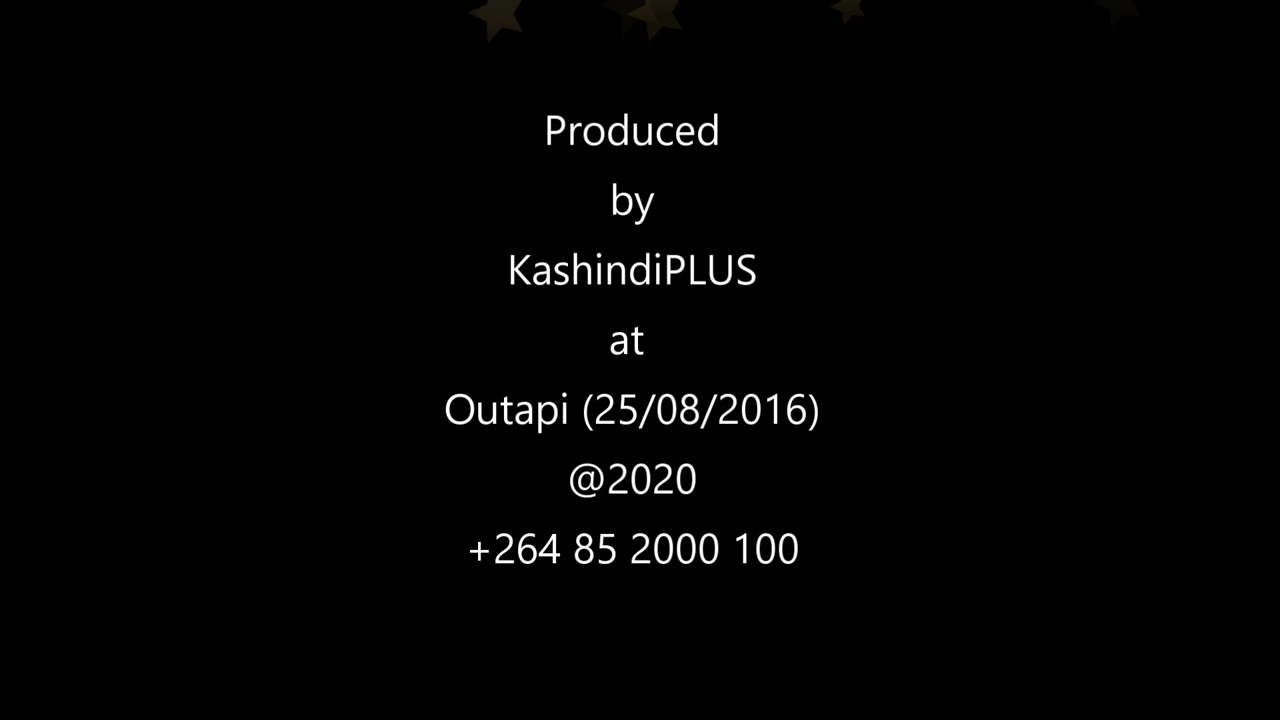 Produced
by
KashindiPLUS
at
Outapi (25/08/2016)
@2020
+264 85 2000 100